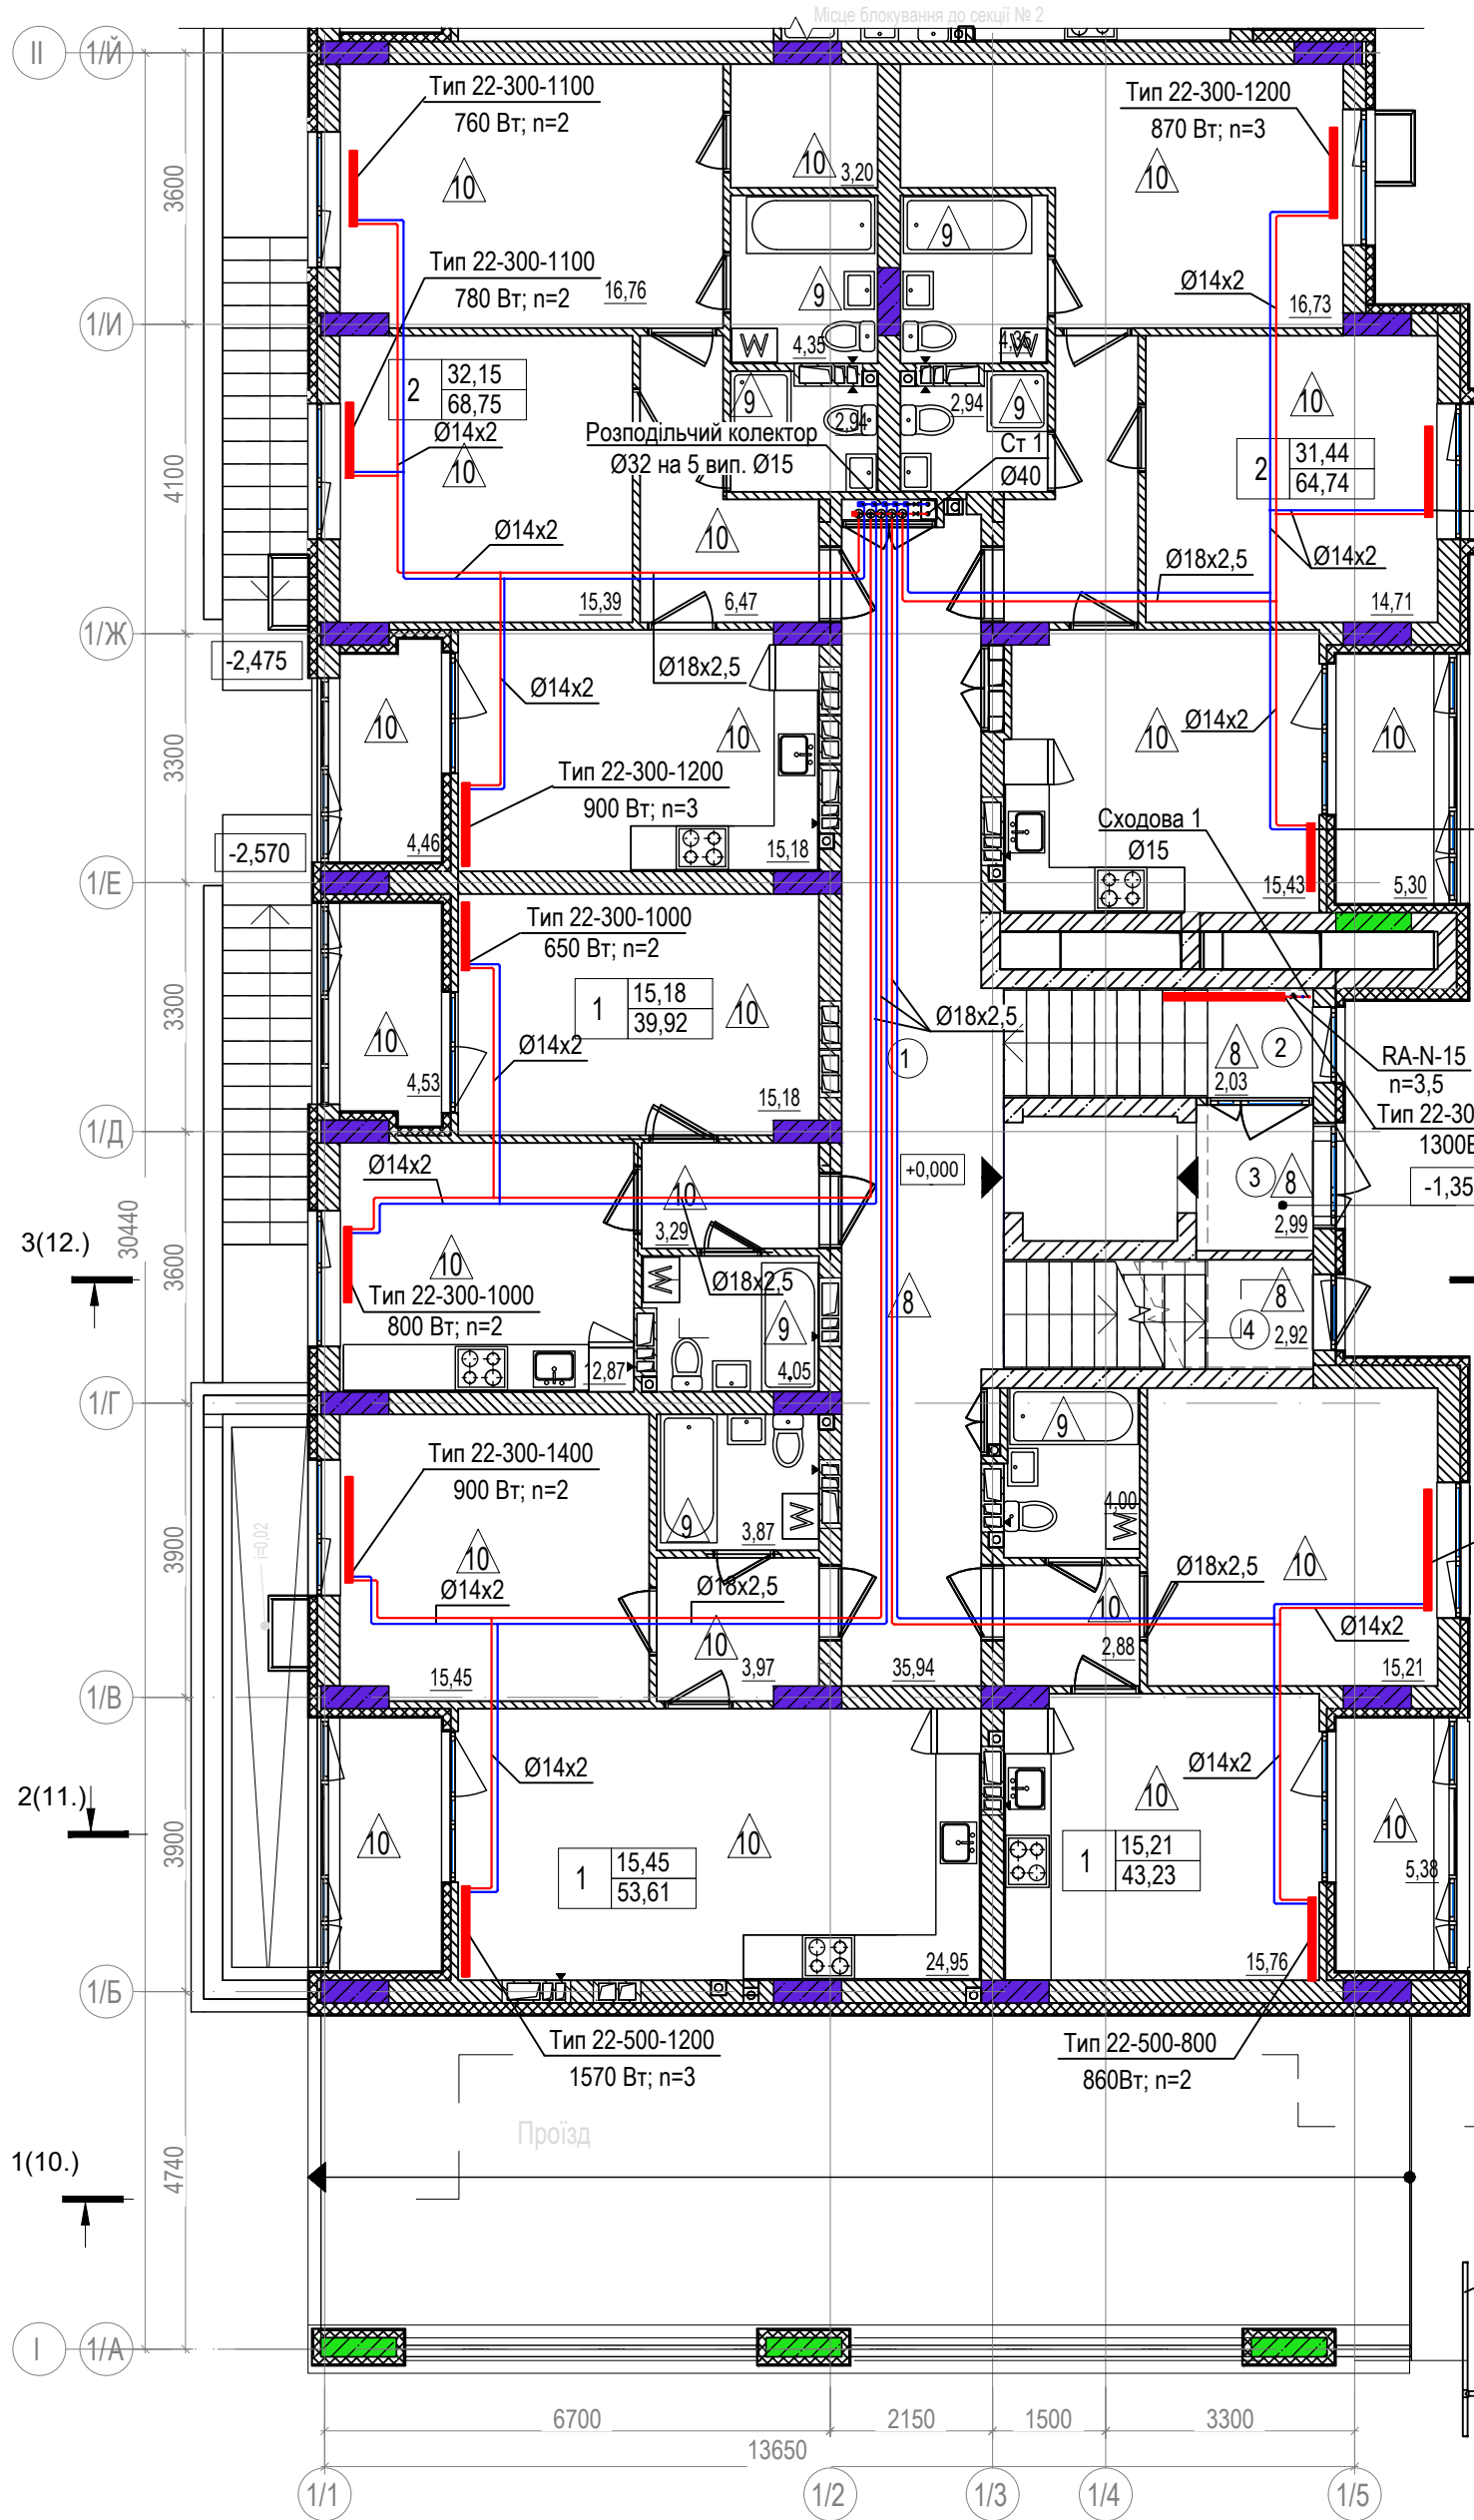 Місце блокування до секції № 2
II
1/Й
Тип 22-300-1100
760 Вт; n=2
Тип 22-300-1200
870 Вт; n=3
10
10
3,20
10
3600
9
Тип 22-300-1100
780 Вт; n=2
16,76
9
Ø14x2
16,73
1/И
W
4,35
4,35
W
2
32,15
68,75
9
2,94
2,94
9
10
Ø14x2
10
Розподільчий колектор
Ø32 на 5 вип. Ø15
Ст 1
Ø40
2
31,44
64,74
4100
Ø14x2
10
Ø18x2,5
Ø14x2
15,39
6,47
14,71
1/Ж
-2,475
Ø14x2
Ø18x2,5
10
10
10
Ø14x2
10
3300
Тип 22-300-1200
900 Вт; n=3
Сходова 1
Ø15
-2,570
4,46
15,18
15,43
5,30
1/Е
Тип 22-300-1000
650 Вт; n=2
1
15,18
39,92
10
3300
10
Ø14x2
Ø18x2,5
1
8
2
RA-N-15
n=3,5
4,53
15,18
2,03
Тип 22-30
1300В
1/Д
Ø14x2
+0,000
10
3
8
-1,35
3(12.)
30440
3,29
2,99
3600
10
Тип 22-300-1000
800 Вт; n=2
W
Ø18x2,5
9
8
8
4
2,92
12,87
4,05
1/Г
9
Тип 22-300-1400
900 Вт; n=2
i=0.02
3900
9
3,87
W
4,00
W
10
Ø14x2
Ø18x2,5
Ø18x2,5
10
10
10
Ø14x2
15,45
3,97
35,94
2,88
15,21
1/В
Ø14x2
Ø14x2
2(11.)
10
10
10
10
3900
1
15,45
53,61
1
15,21
43,23
5,38
24,95
15,76
1/Б
Тип 22-500-1200
1570 Вт; n=3
Тип 22-500-800
860Вт; n=2
Проїзд
1(10.)
4740
I
1/А
6700
2150
1500
3300
13650
1/1
1/2
1/3
1/4
1/5